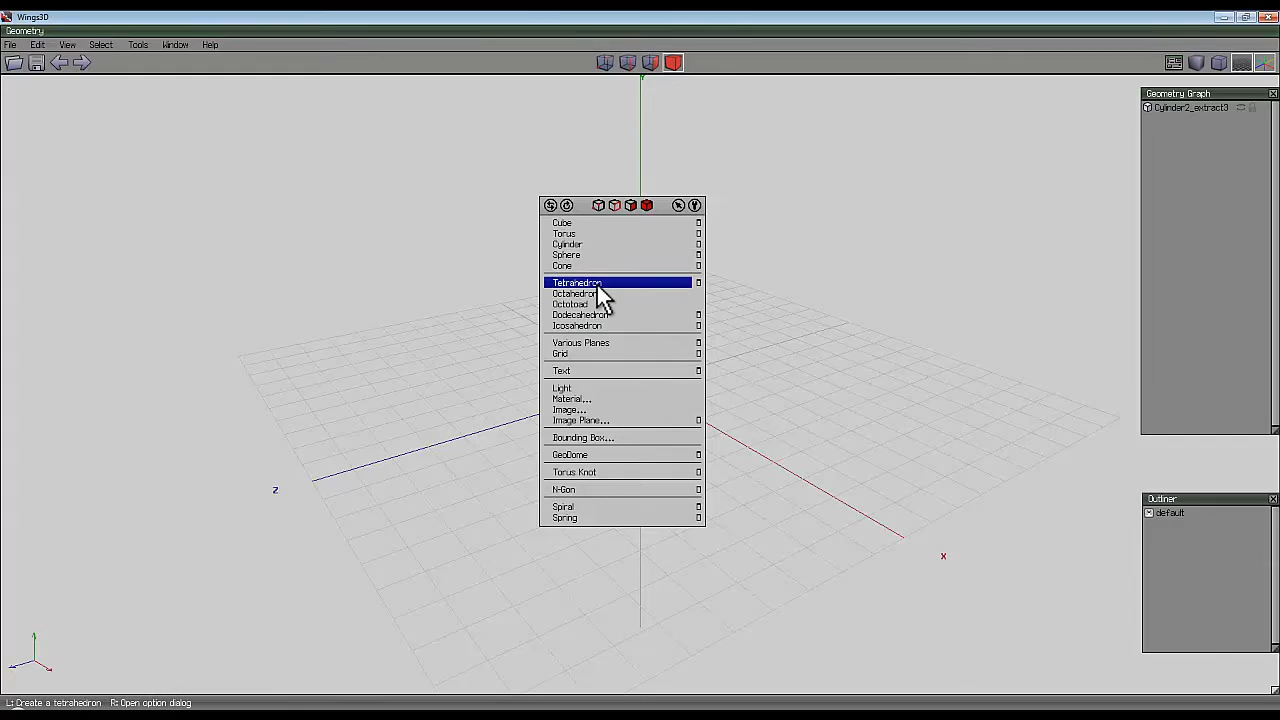 Wings3D
Geometry
File Edit View Select Tools Window Help
Y
Geometry Graph
Cylinder2_extract3
Cube
Torus
Cylinder
Sphere
Cone
Tetrahedron
Octahedron
Octotoad
Dodecahedron
Icosahedron
Various Planes
Grid
Text
Light
Material...
Image...
Image Plane...
Bounding Box...
GeoDome
Torus Knot
N-Gon
Spiral
Spring
Z
X
Outliner
default
L: Create a tetrahedron R: Open option dialog